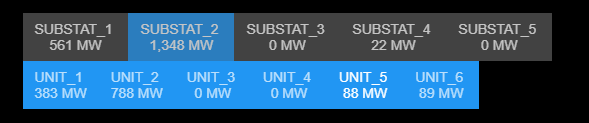 SUBSTAT_1 SUBSTAT_2 SUBSTAT_3 SUBSTAT_4 SUBSTAT_5
561 MW 1,348 MW 0 MW 22 MW 0 MW
UNIT_1 UNIT_2 UNIT_3 UNIT_4 UNIT_5 UNIT_6
383 MW 788 MW 0 MW 0 MW 88 MW 89 MW